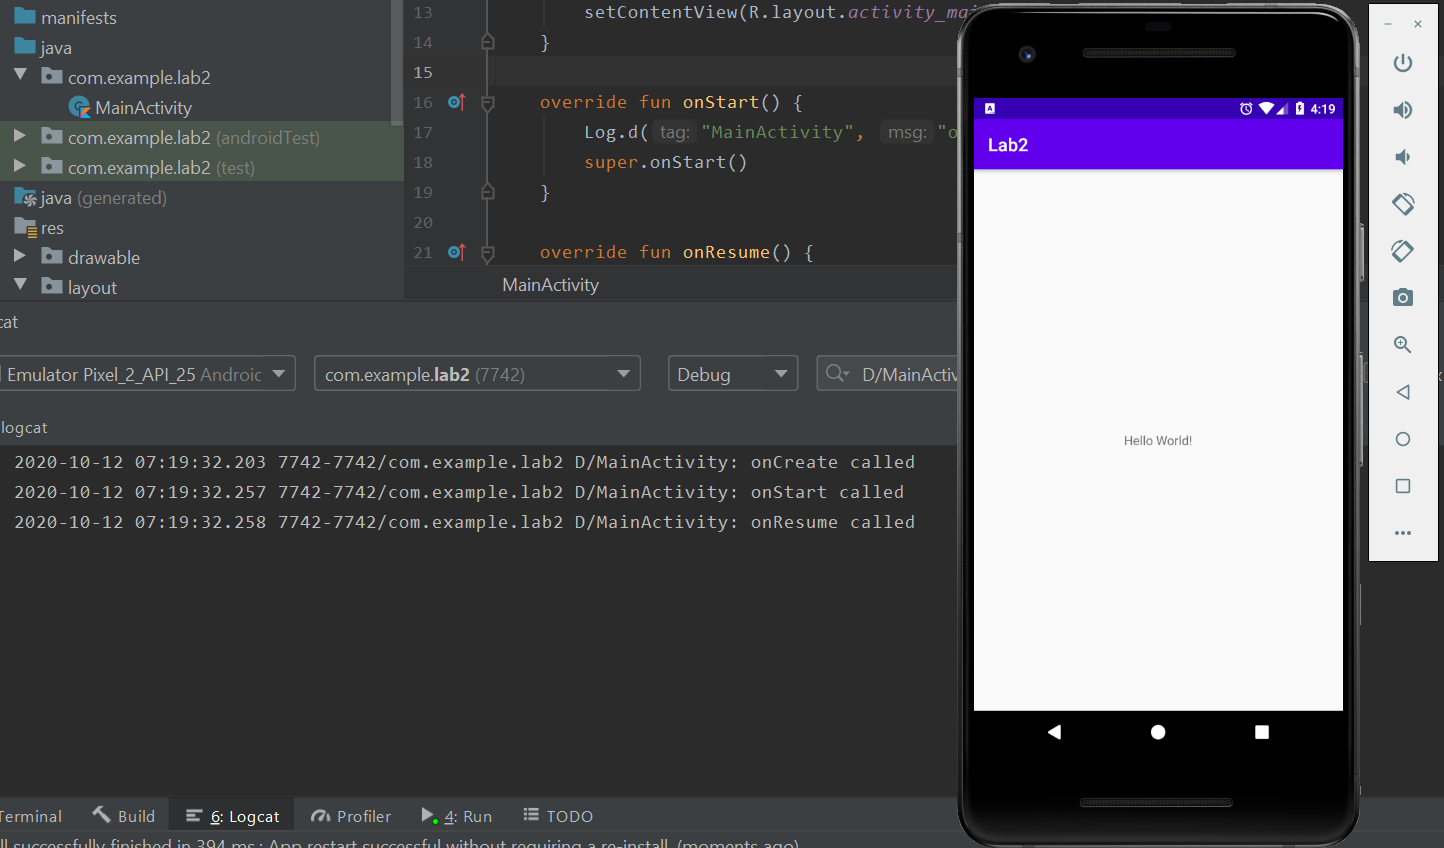 manifests
java
com.example.lab2
MainActivity
com.example.lab2 (androidTest)
com.example.lab2 (test)
java (generated)
res
drawable
layout
13 setContentView(R.layout.activity_ma
14 }
15
16 override fun onStart() {
17 Log.d( tag: "MainActivity", msg: "o
18 super.onStart()
19 }
20
21 override fun onResume() {
MainActivity
cat
Emulator Pixel_2_API_25 Androic
com.example.lab2 (7742)
Debug
D/MainActiv
logcat
2020-10-12 07:19:32.203 7742-7742/com.example.lab2 D/MainActivity: onCreate called
2020-10-12 07:19:32.257 7742-7742/com.example.lab2 D/MainActivity: onStart called
2020-10-12 07:19:32.258 7742-7742/com.example.lab2 D/MainActivity: onResume called
Terminal
Build
6: Logcat
Profiler
4: Run
TODO
ll successfully finished in 394 ms.: App restart successful without requiring a re-install. (moments ago)
A
4:19
Lab2
Hello World!